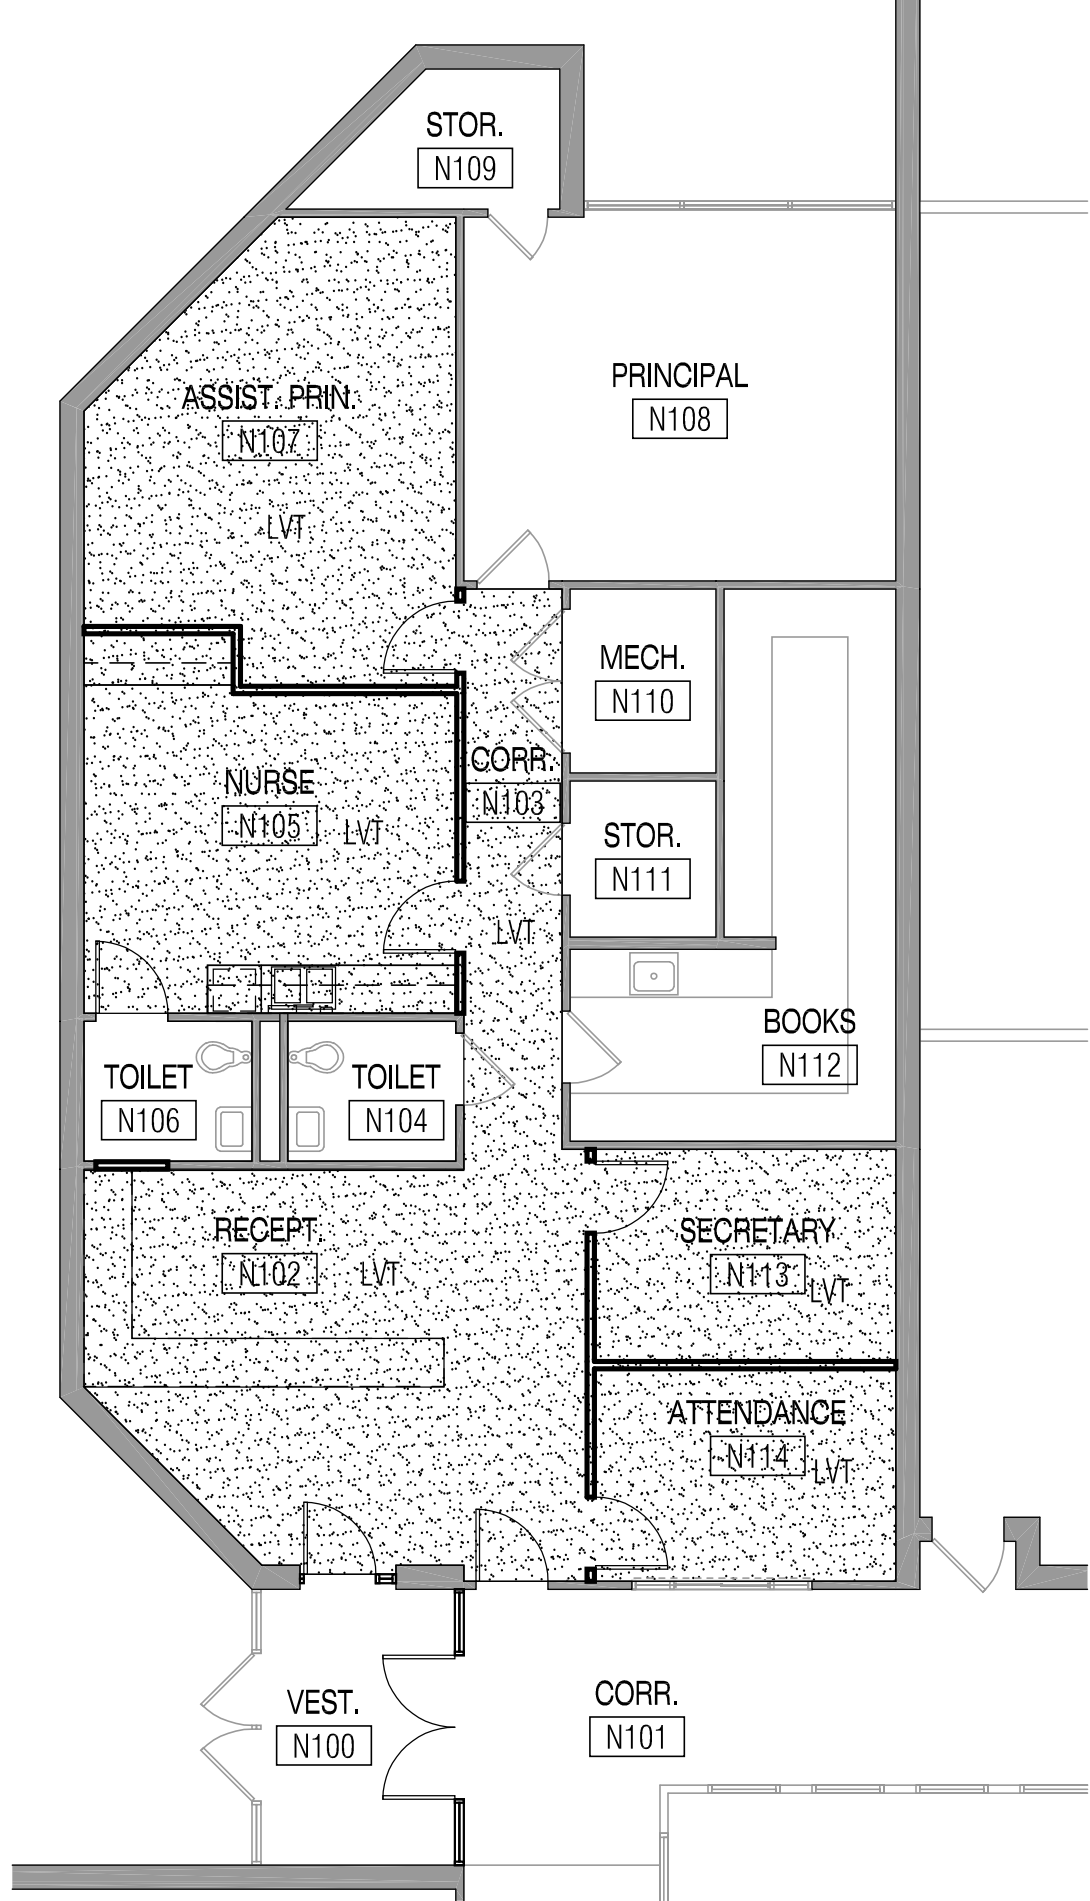 STOR.
N109
PRINCIPAL
N108
ASSIST. PRIN.
N107
LVT
MECH.
N110
CORR.
N103
NURSE
N105
LVT
STOR.
N111
LVT
BOOKS
N112
TOILET
N106
TOILET
N104
RECEPT.
N102
LVT
SECRETARY
N113
LVT
ATTENDANCE
N114
LVT
VEST.
N100
CORR.
N101